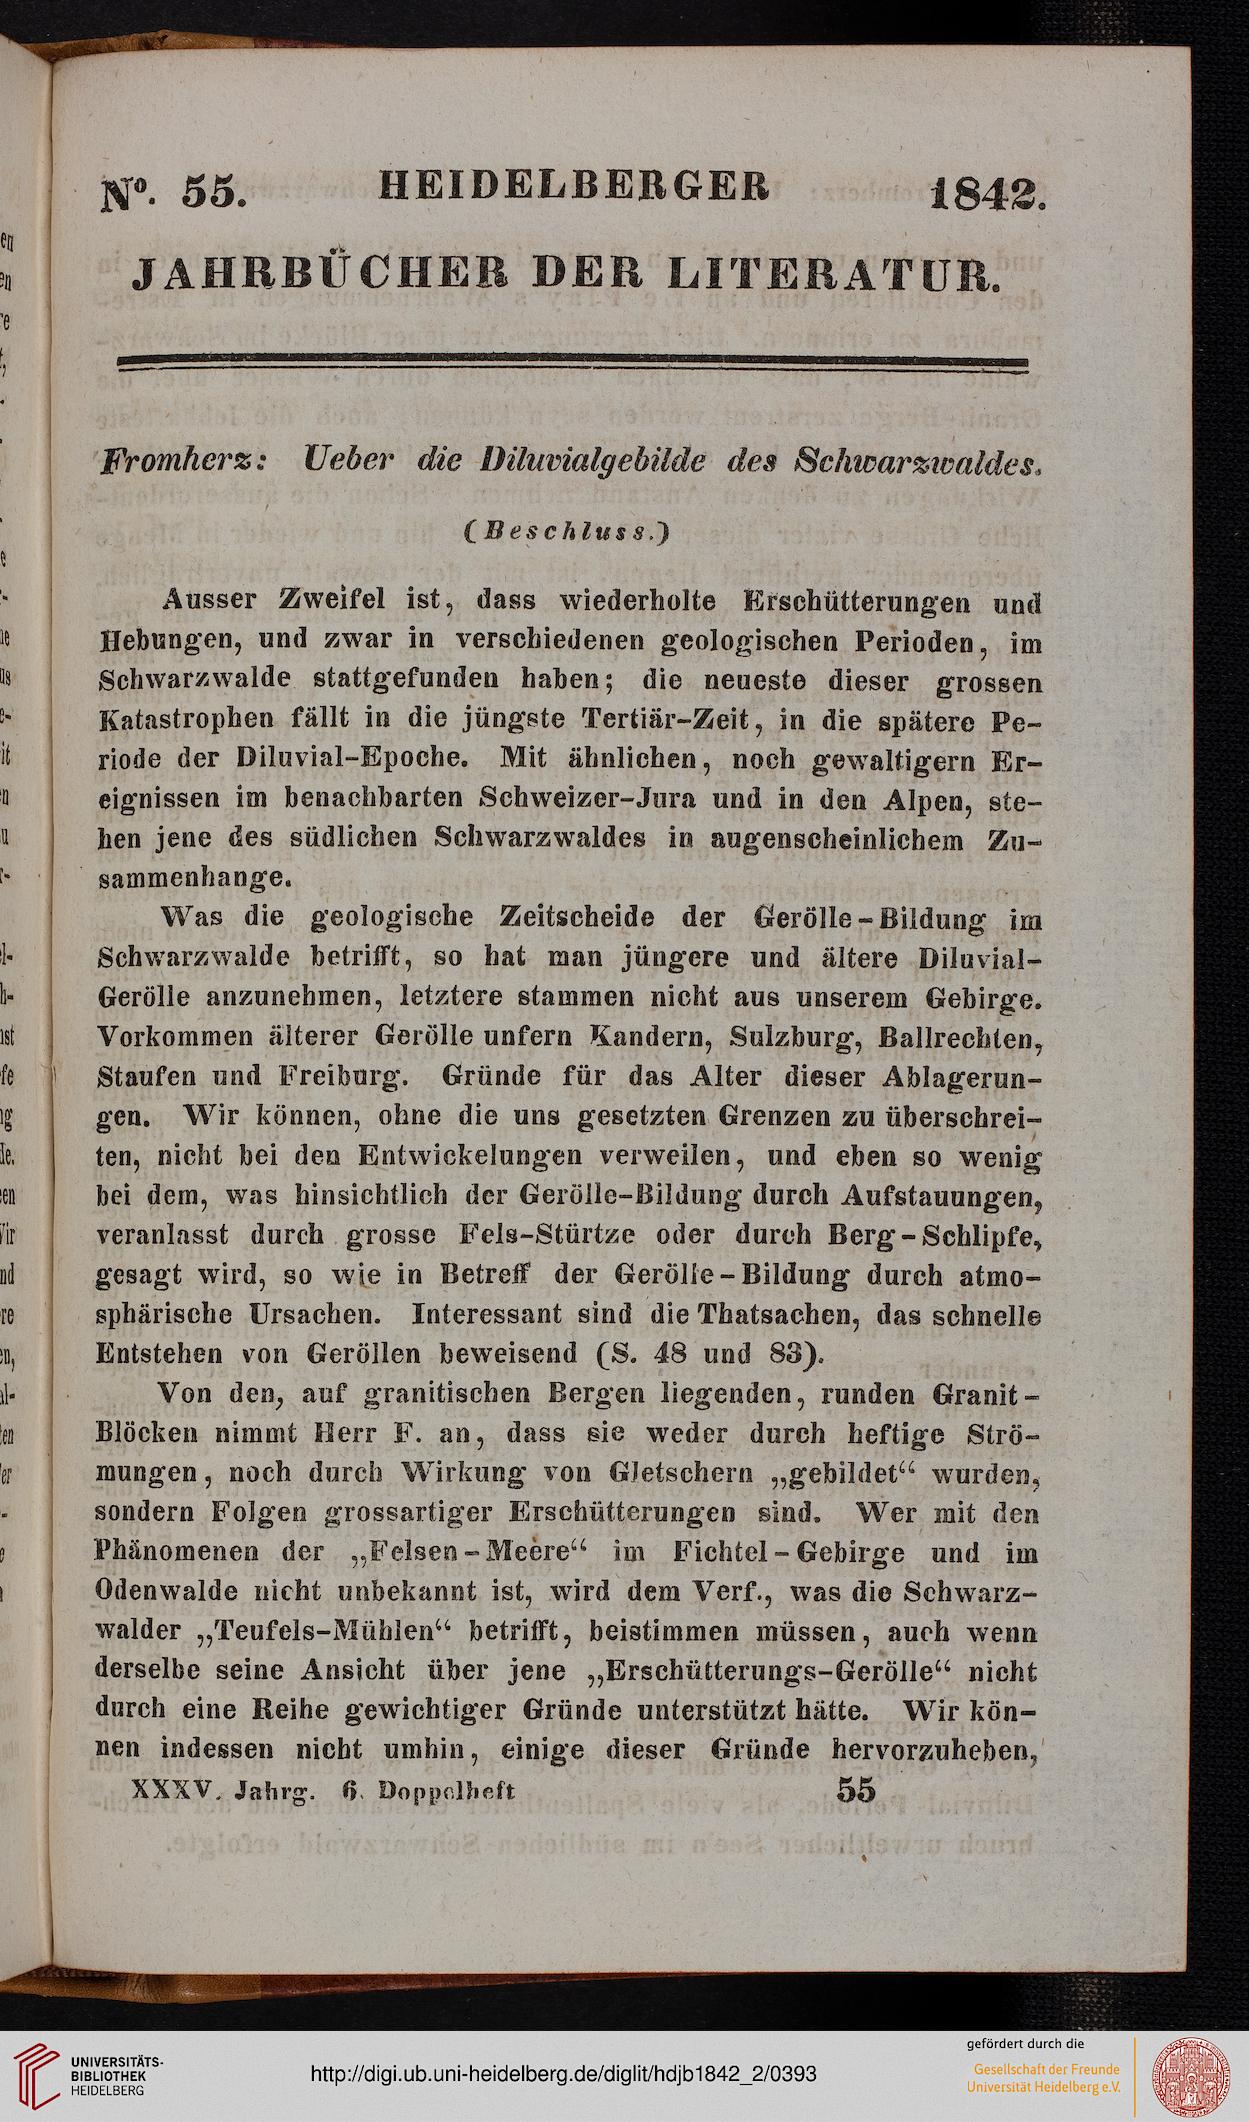 Nº. 55. HEIDELBERGER 1842.
JAHRBÜCHER DER LITERATUR.
Fromherz: Ueber die Diluvialgebilde des Schwarzwaldes.
(Beschluss.)
Ausser Zweifel ist, dass wiederholte Erschütterungen und
Hebungen, und zwar in verschiedenen geologischen Perioden, im
Schwarzwalde stattgefunden haben; die neueste dieser grossen
Katastrophen fällt in die jüngste Tertiär-Zeit, in die spätere Pe-
riode der Diluvial-Epoche. Mit ähnlichen, noch gewaltigern Er-
eignissen im benachbarten Schweizer-Jura und in den Alpen, ste-
hen jene des südlichen Schwarzwaldes in augenscheinlichem Zu-
sammenhange.
Was die geologische Zeitscheide der Gerölle-Bildung im
Schwarzwalde betrifft, so hat man jüngere und ältere Diluvial-
Gerölle anzunehmen, letztere stammen nicht aus unserem Gebirge.
Vorkommen älterer Gerölle unfern Kandern, Sulzburg, Ballrechten,
Staufen und Freiburg. Gründe für das Alter dieser Ablagerun-
gen. Wir können, ohne die uns gesetzten Grenzen zu überschrei-
ten, nicht bei den Entwickelungen verweilen, und eben so wenig
bei dem, was hinsichtlich der Gerölle-Bildung durch Aufstauungen,
veranlasst durch grosse Fels-Stürtze oder durch Berg-Schlipfe,
gesagt wird, so wie in Betreff der Gerölle-Bildung durch atmo-
sphärische Ursachen. Interessant sind die Thatsachen, das schnelle
Entstehen von Geröllen beweisend (S. 48 und 83).
Von den, auf granitischen Bergen liegenden, runden Granit-
Blöcken nimmt Herr F. an, dass sie weder durch heftige Strö-
mungen, noch durch Wirkung von Gletschern „gebildet“ wurden,
sondern Folgen grossartiger Erschütterungen sind. Wer mit den
Phänomenen der „Felsen-Meere“ im Fichtel-Gebirge und im
Odenwalde nicht unbekannt ist, wird dem Verf., was die Schwarz-
walder „Teufels-Mühlen“ betrifft, beistimmen müssen, auch wenn
derselbe seine Ansicht über jene „Erschütterungs-Gerölle“ nicht
durch eine Reihe gewichtiger Gründe unterstützt hätte. Wir kön-
nen indessen nicht umhin, einige dieser Gründe hervorzuheben,
XXXV. Jahrg. 6. Doppelheft 55
UNIVERSITÄTS-
BIBLIOTHEK
HEIDELBERG
http://digi.ub.uni-heidelberg.de/diglit/hdjb1842_2/0393
gefördert durch die
Gesellschaft der Freunde
Universität Heidelberg e.V.